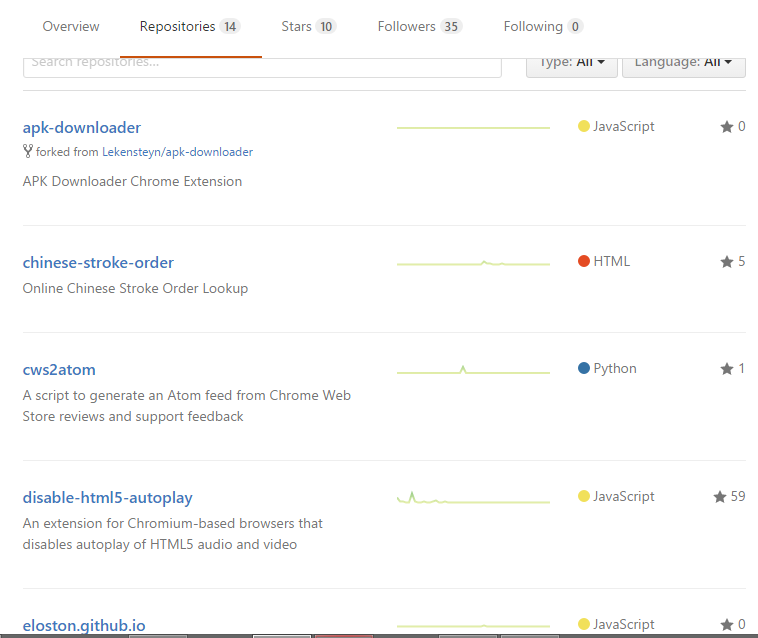 Overview Repositories 14 Stars 10 Followers 35 Following 0
Search repositories... Type: All Language: All
apk-downloader JavaScript 0
forked from Lekensteyn/apk-downloader
APK Downloader Chrome Extension
chinese-stroke-order HTML 5
Online Chinese Stroke Order Lookup
cws2atom Python 1
A script to generate an Atom feed from Chrome Web
Store reviews and support feedback
disable-html5-autoplay JavaScript 59
An extension for Chromium-based browsers that
disables autoplay of HTML5 audio and video
eloston.github.io JavaScript 0